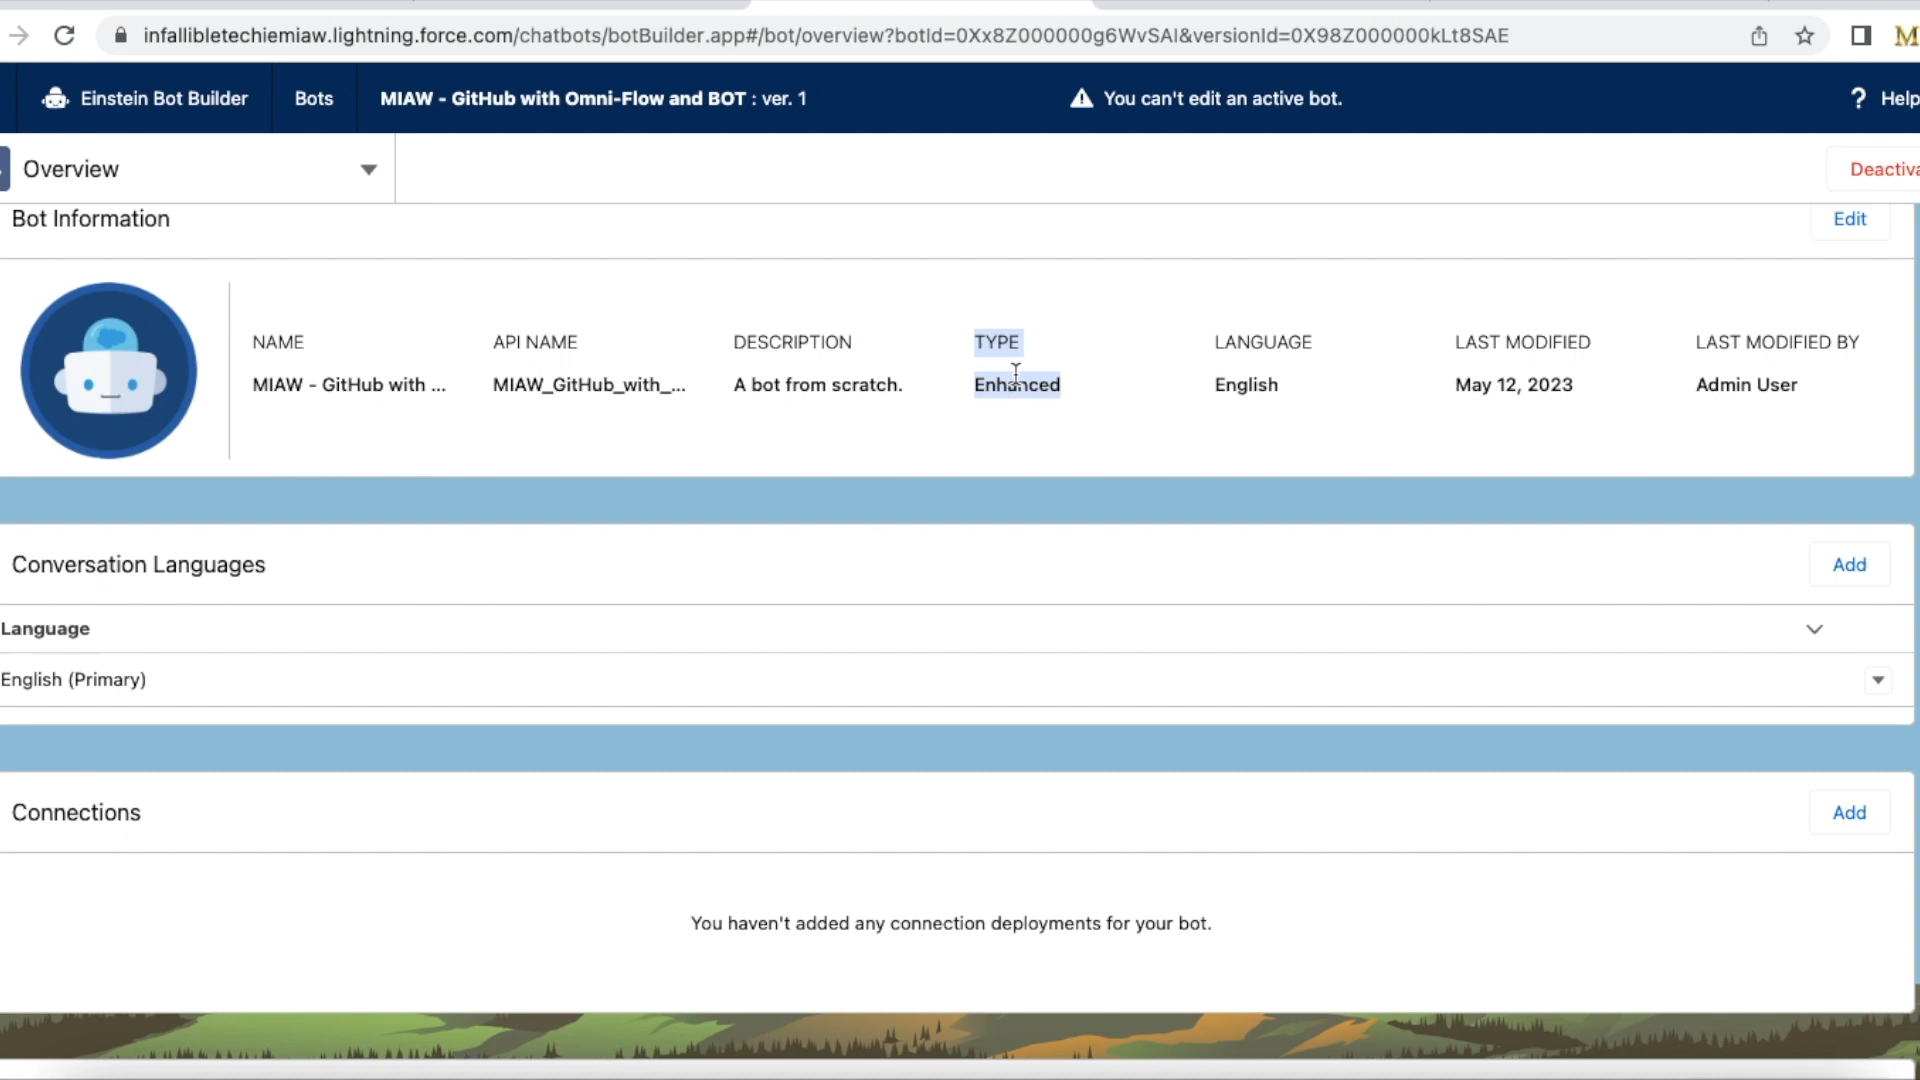 infallibletechiemiaw.lightning.force.com/chatbots/botBuilder.app#/bot/overview?botId=0Xx8Z000000g6WvSAI&versionId=0X98Z000000kLt8SAE
Einstein Bot Builder Bots MIAW - GitHub with Omni-Flow and BOT : ver. 1 You can't edit an active bot. ? Help
Overview Deactiva
Bot Information Edit
NAME API NAME DESCRIPTION TYPE LANGUAGE LAST MODIFIED LAST MODIFIED BY
MIAW - GitHub with ... MIAW_GitHub_with_... A bot from scratch. Enhanced English May 12, 2023 Admin User
Conversation Languages Add
Language
English (Primary)
Connections Add
You haven't added any connection deployments for your bot.